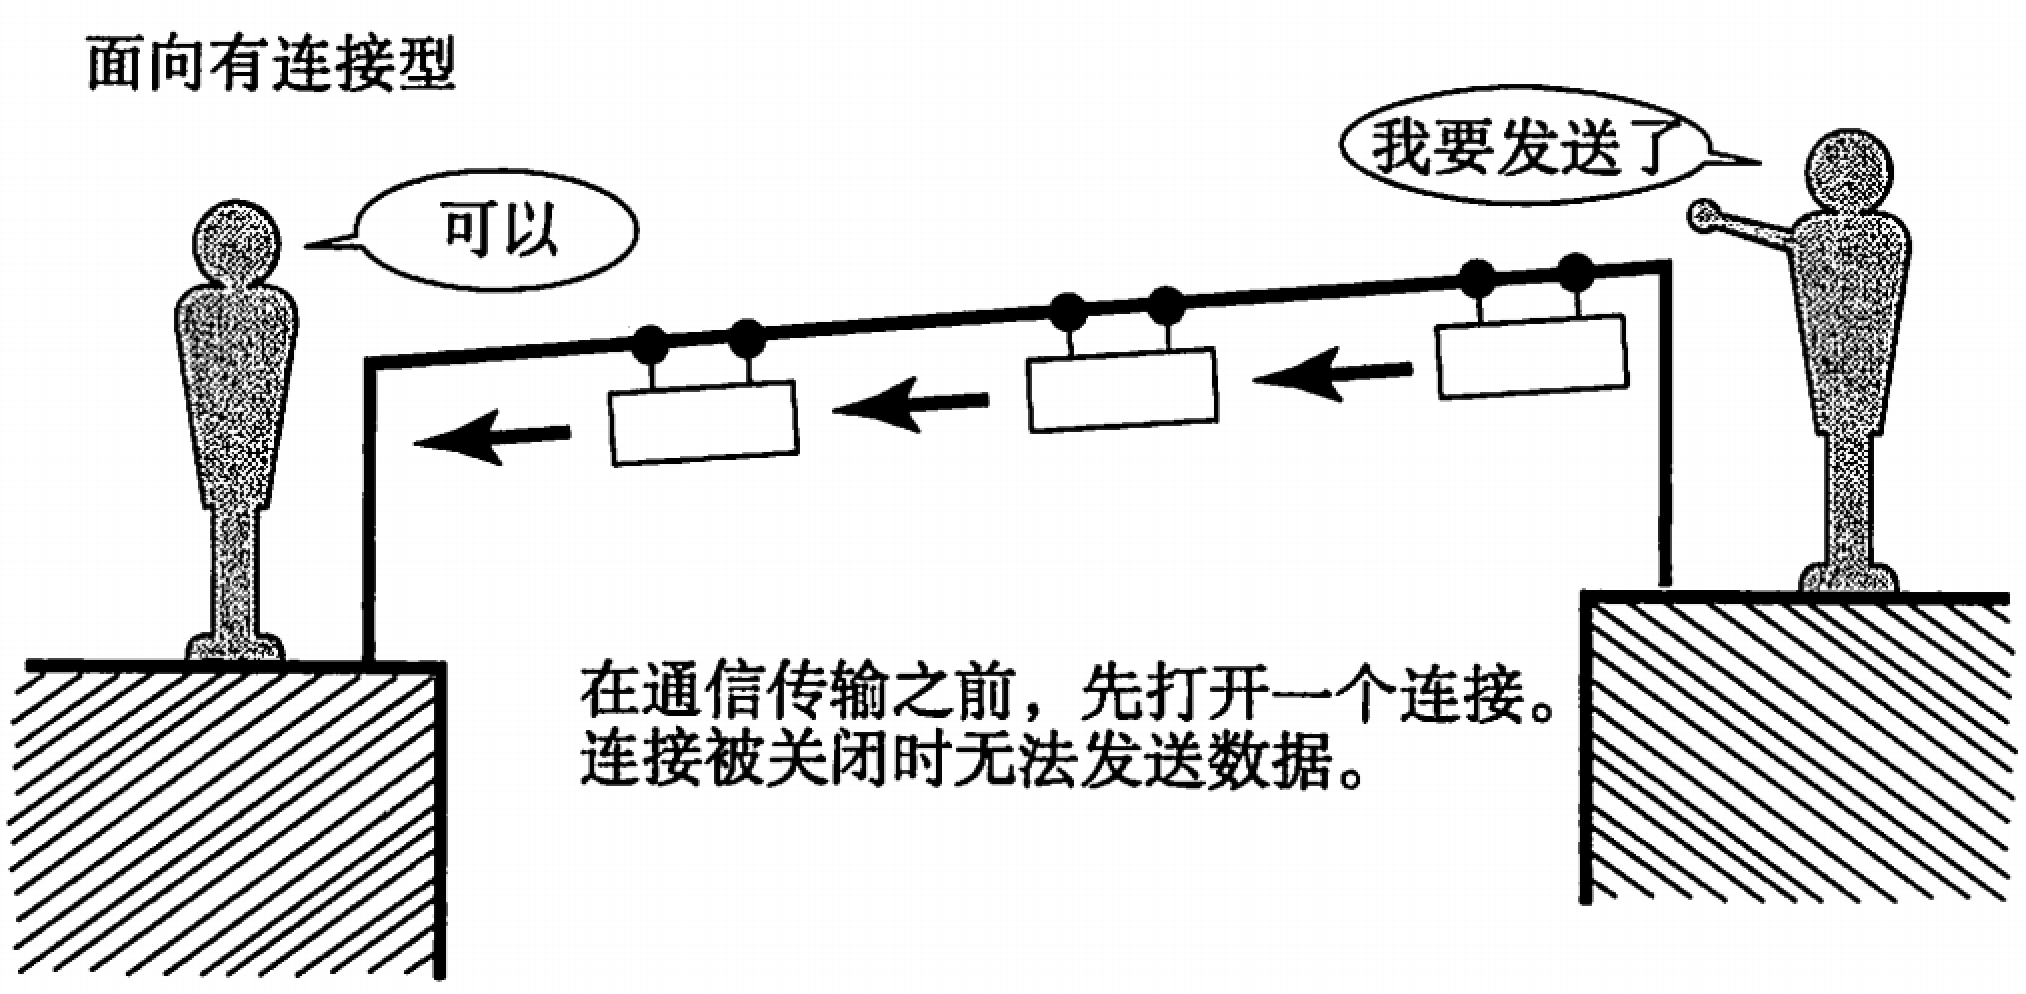 面向有连接型
我要发送了
可以
在通信传输之前，先打开一个连接。
连接被关闭时无法发送数据。